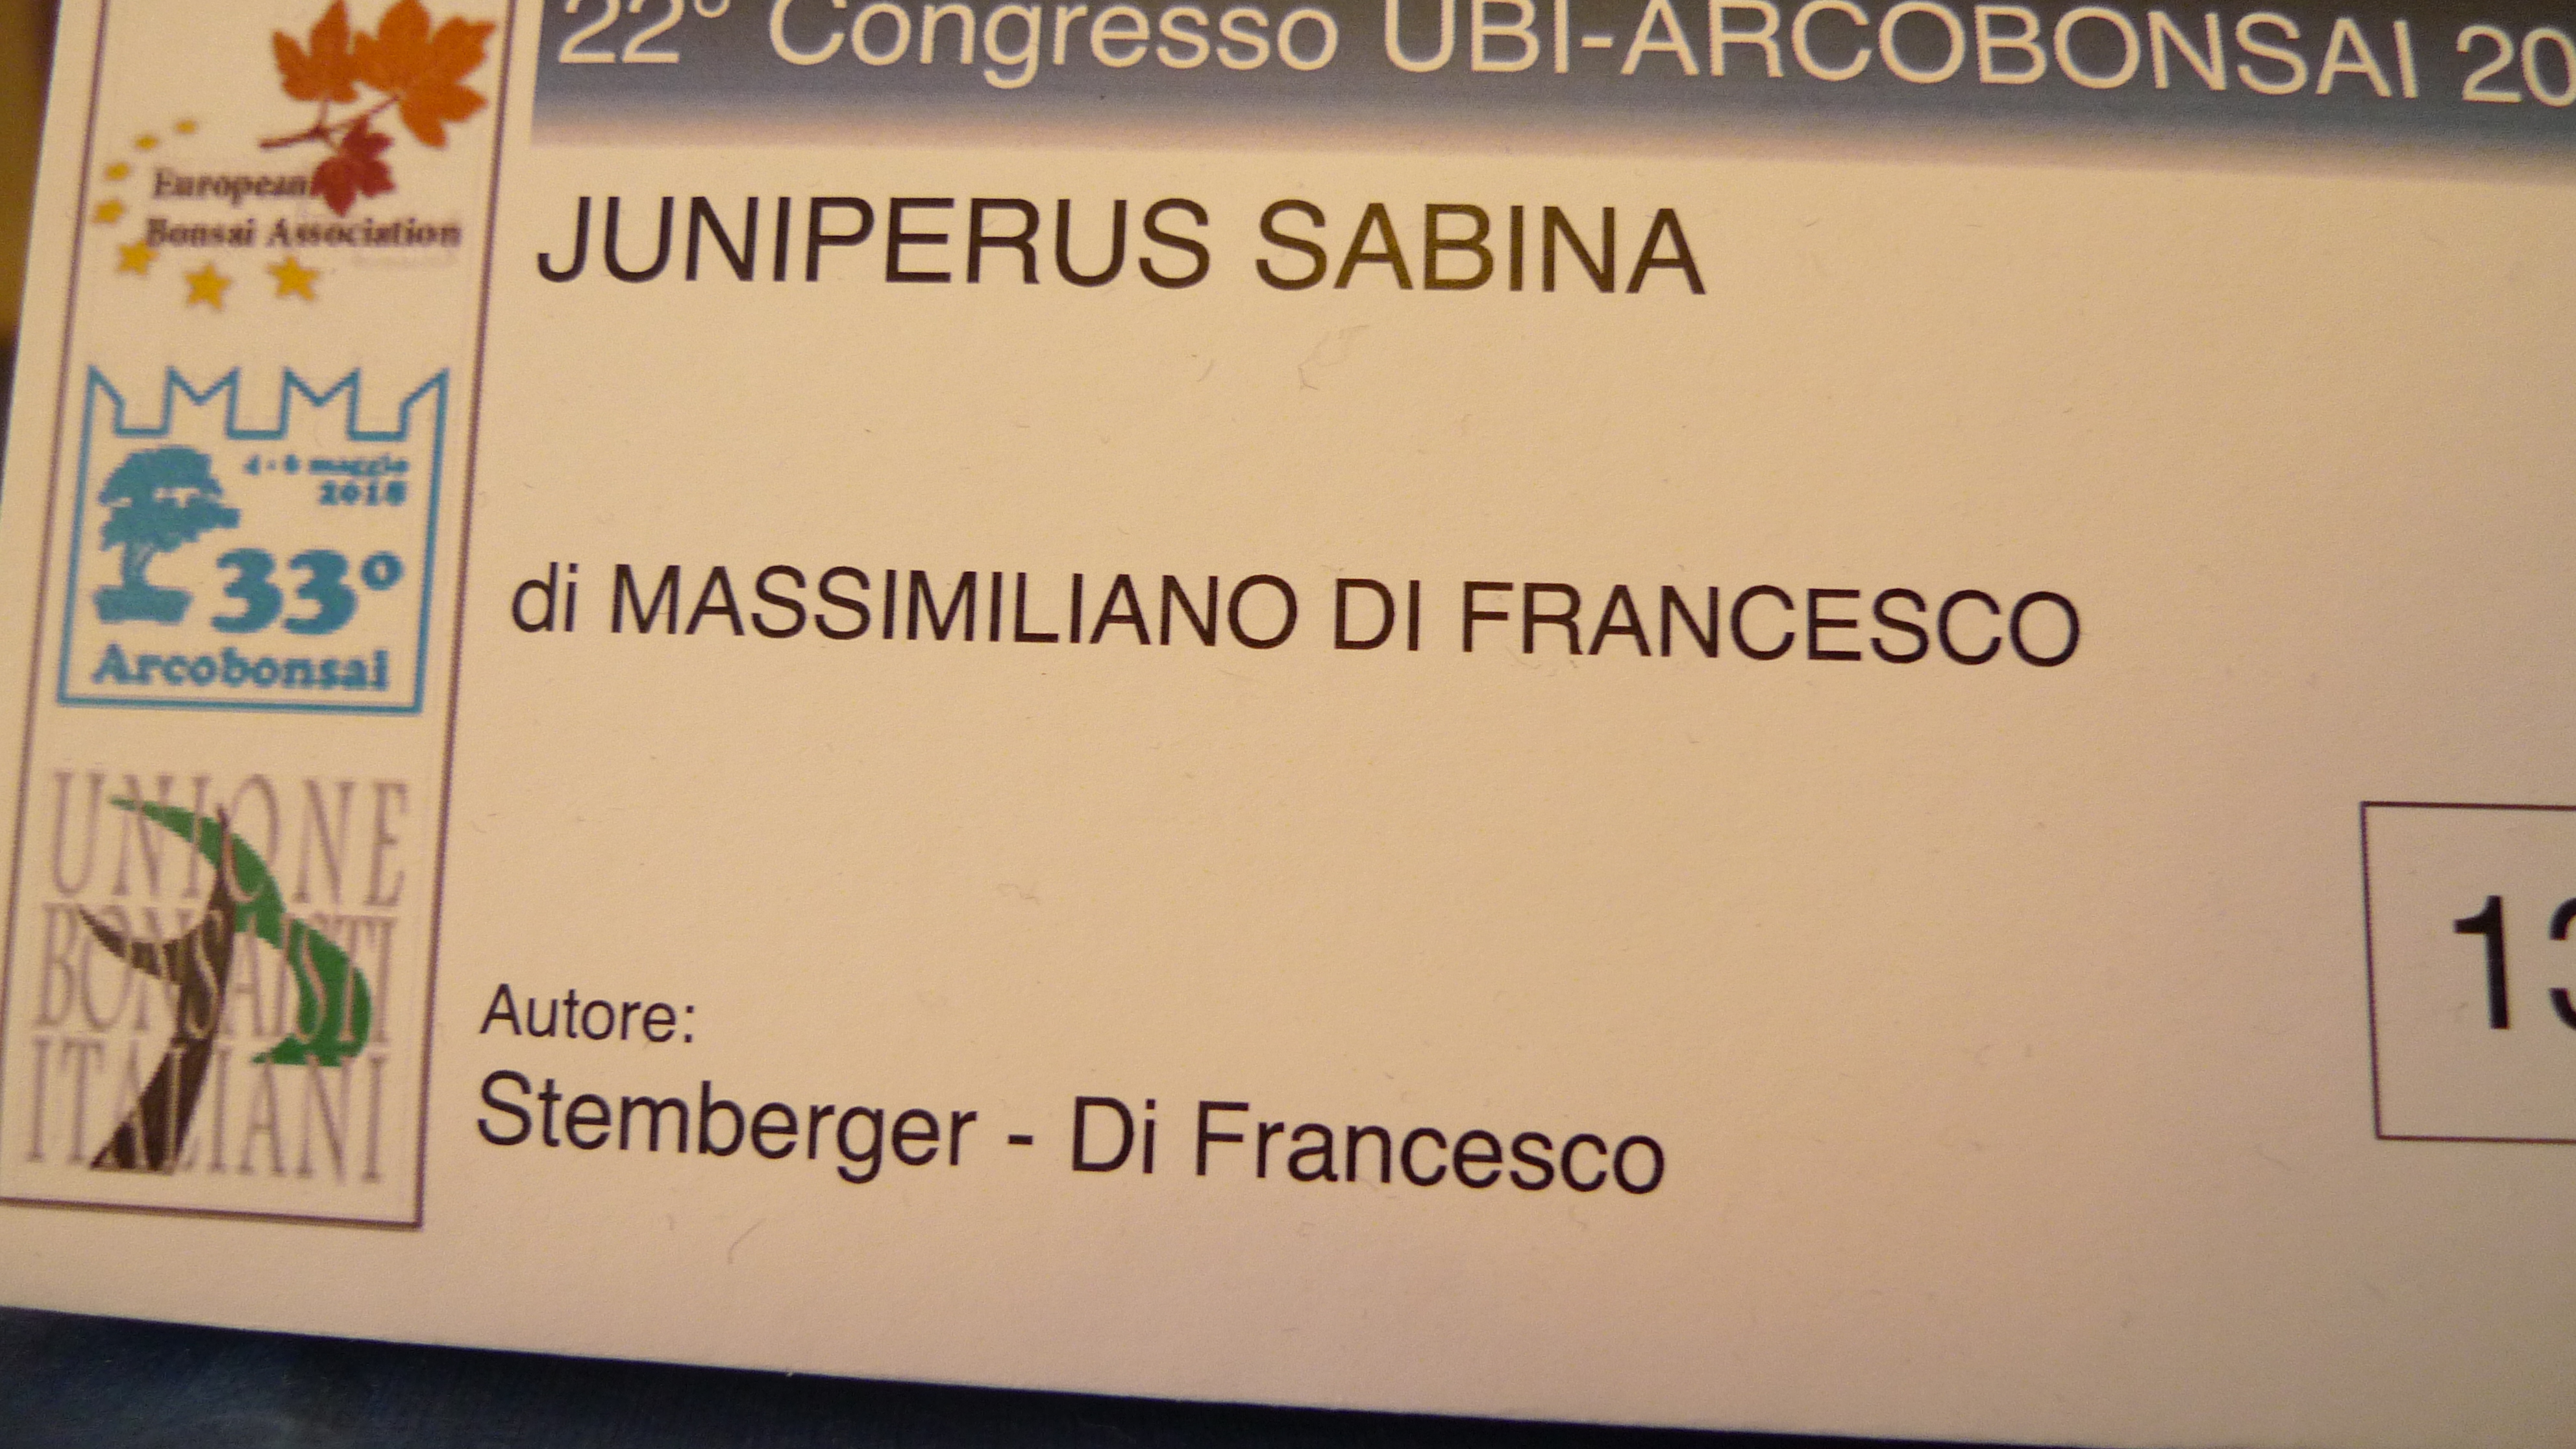 22° Congresso UBI-ARCOBONSAI 20
European
Bonsai Association
JUNIPERUS SABINA
4 - 6 maggio
2018
33°
Arcobonsai
di MASSIMILIANO DI FRANCESCO
UNIONE
BONSAISTI
ITALIANI
13
Autore:
Stemberger - Di Francesco